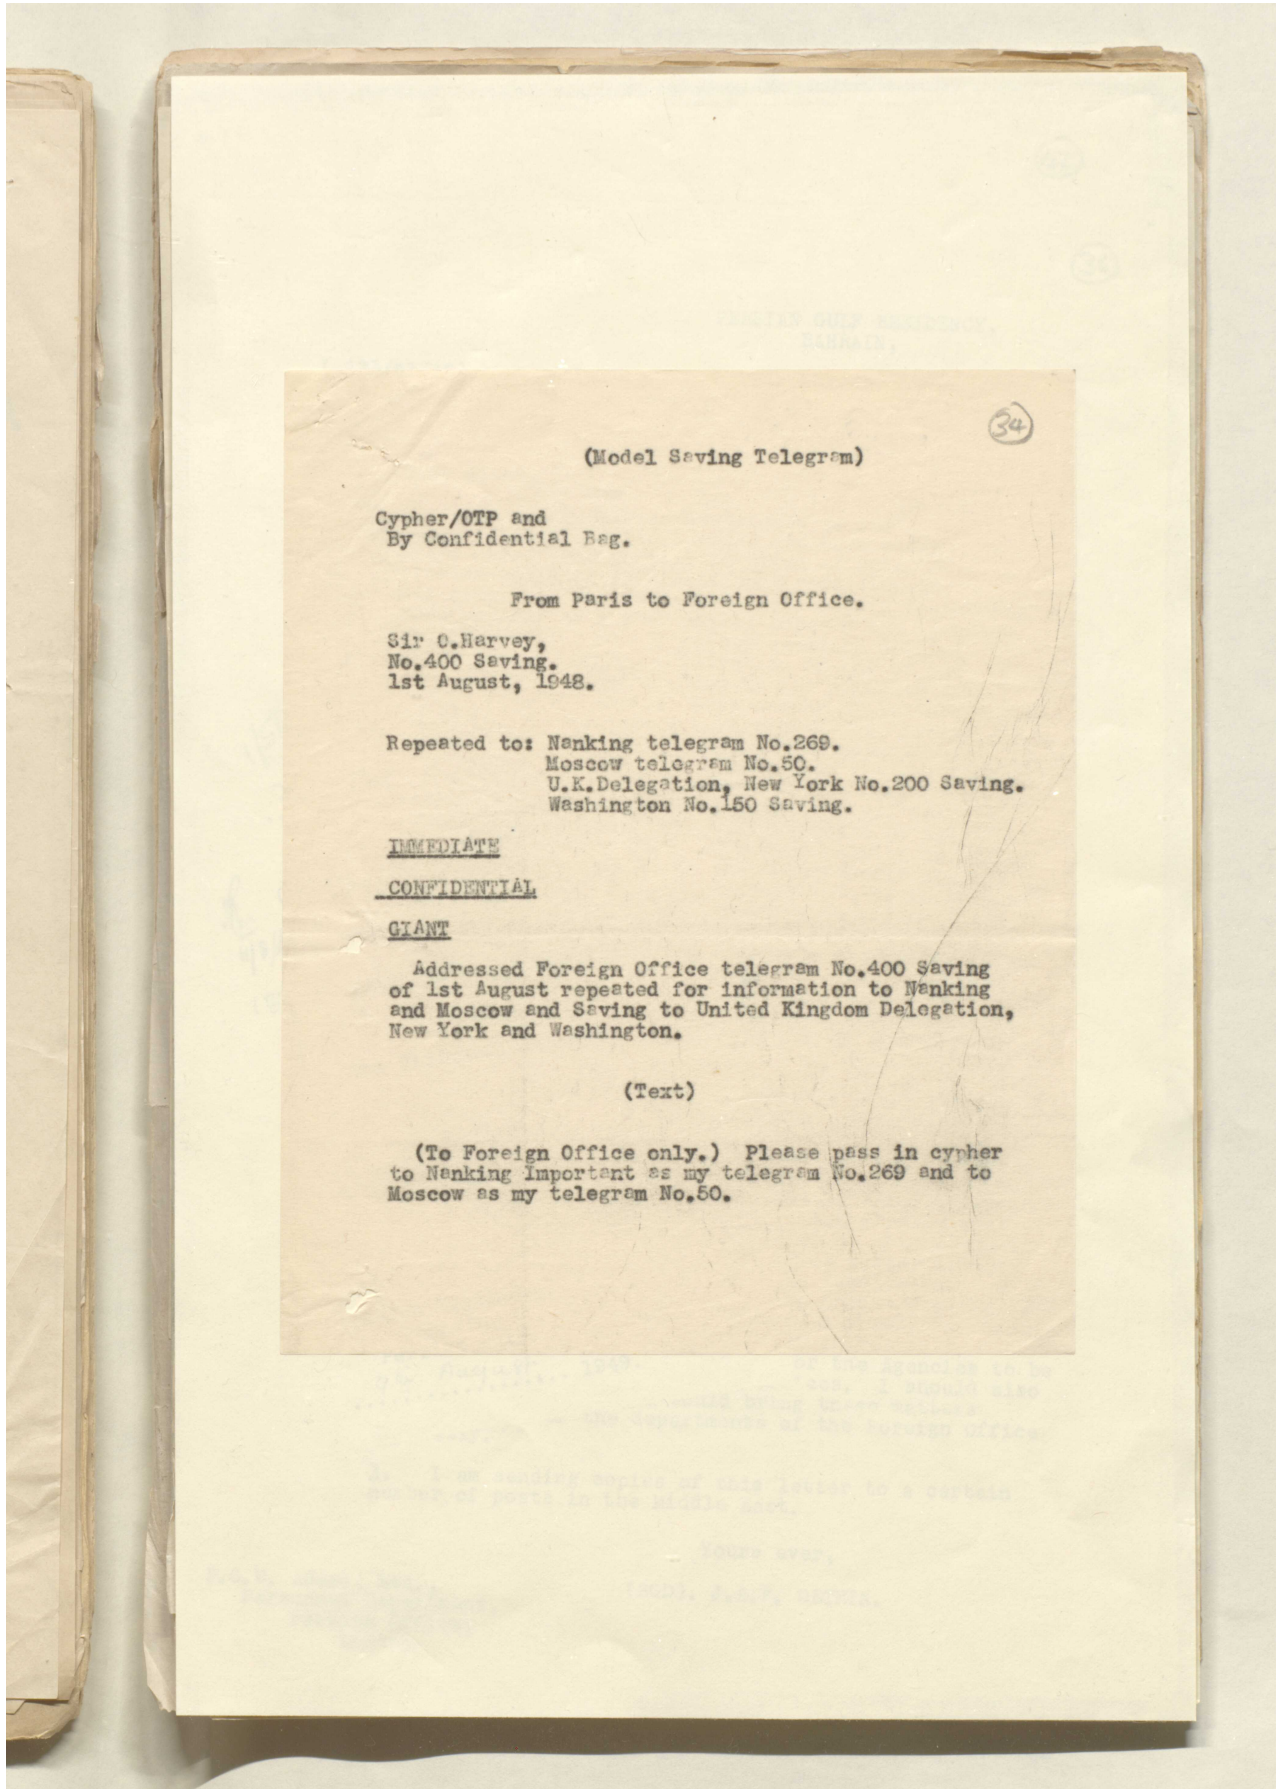 34
(Model Saving Telegram)
Cypher/OTP and
By Confidential Bag.
From Paris to Foreign Office.
Sir O.Harvey,
No.400 Saving.
1st August, 1948.
Repeated to: Nanking telegram No.269.
Moscow telegram No.50.
U.K.Delegation, New York No.200 Saving.
Washington No.150 Saving.
IMMEDIATE
CONFIDENTIAL
GIANT
Addressed Foreign Office telegram No.400 Saving
of 1st August repeated for information to Nanking
and Moscow and Saving to United Kingdom Delegation,
New York and Washington.
(Text)
(To Foreign Office only.) Please pass in cypher
to Nanking Important as my telegram No.269 and to
Moscow as my telegram No.50.